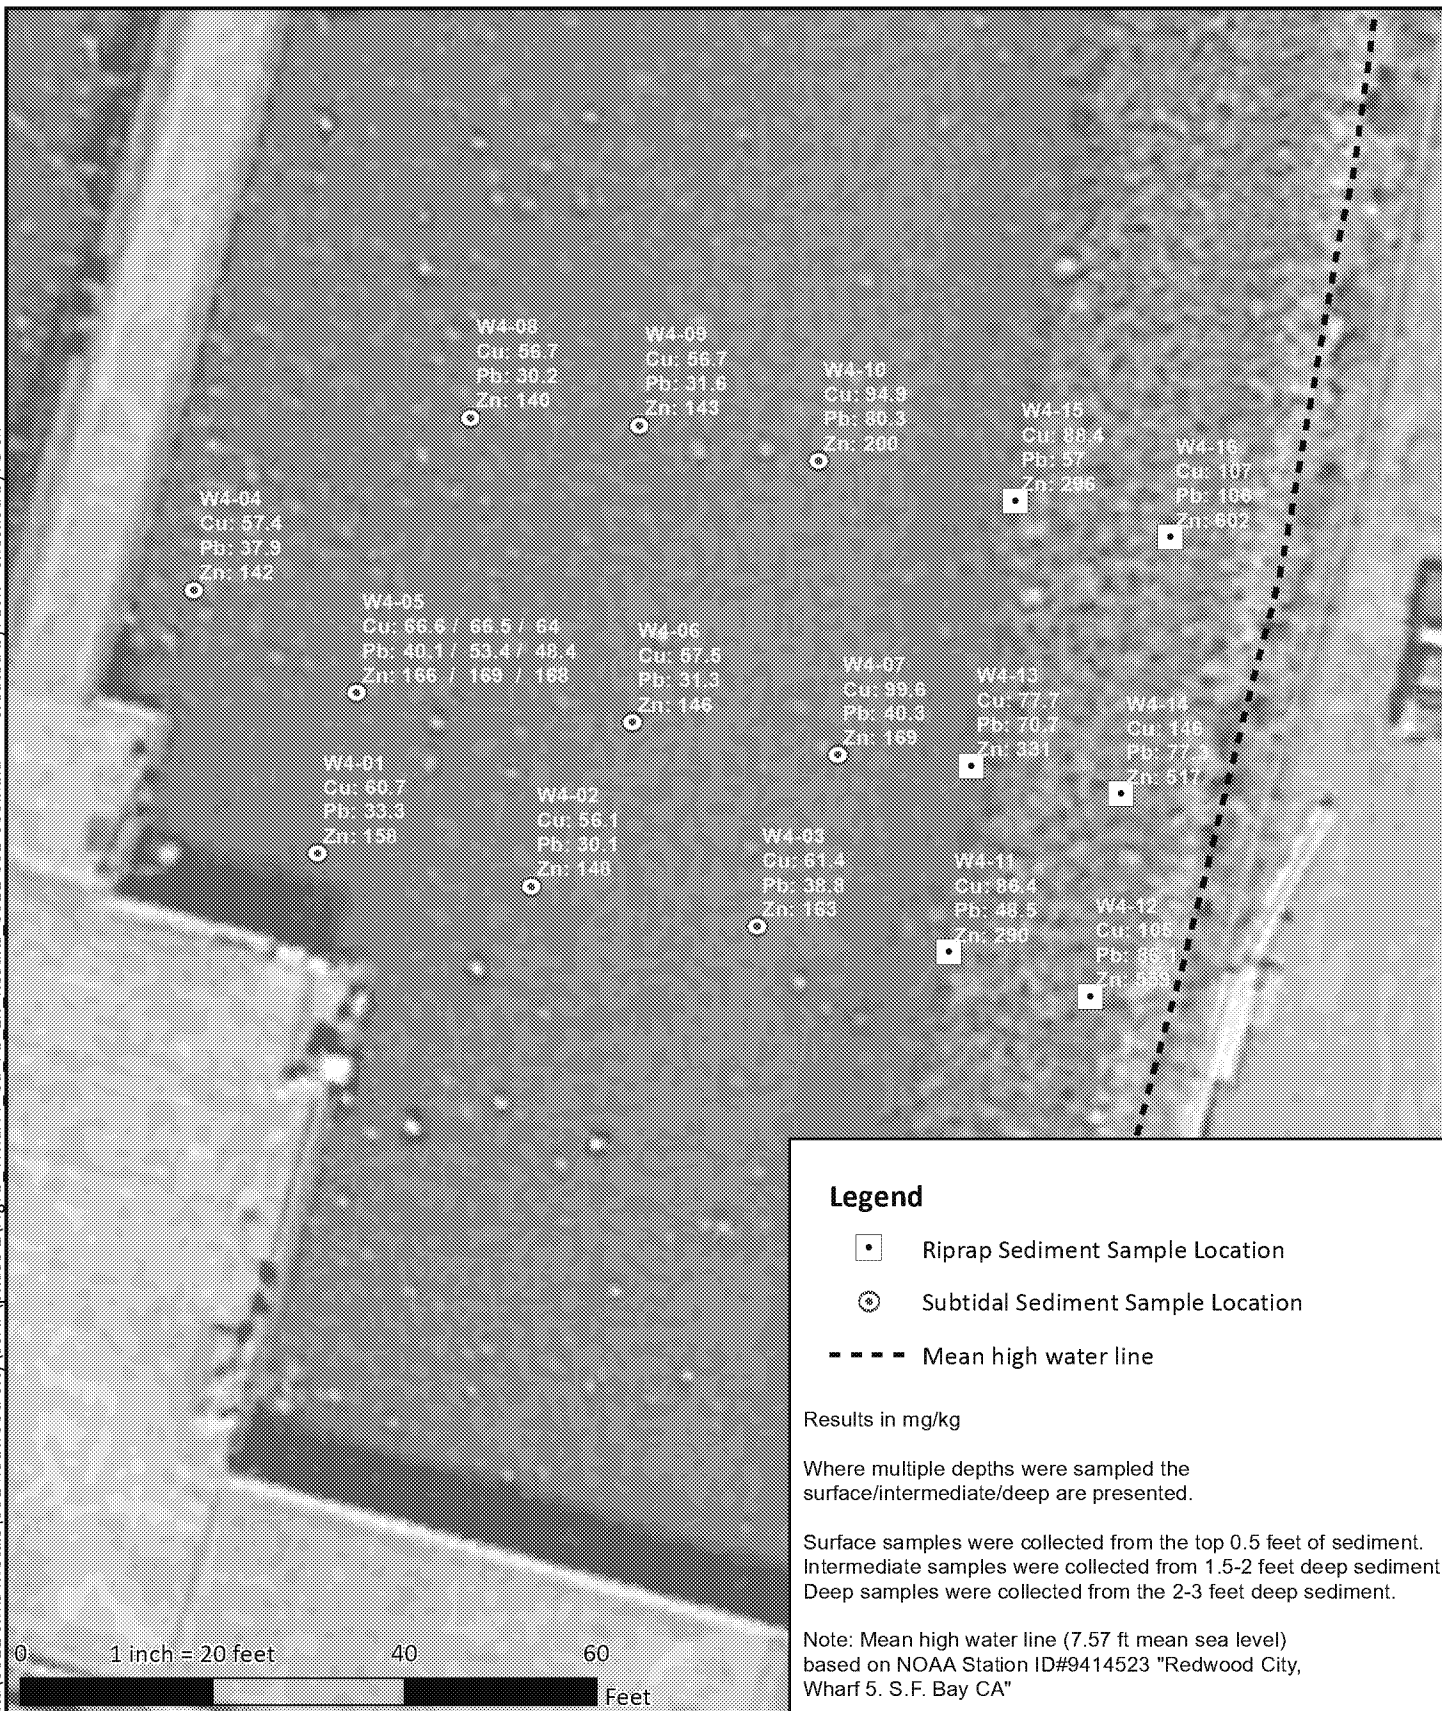 W4-08
Cu: 56.7
Pb: 30.2
Zn: 140
W4-09
Cu: 56.7
Pb: 31.6
Zn: 143
W4-10
Cu: 94.9
Pb: 80.3
Zn: 200
W4-15
Cu: 88.4
Pb: 57
Zn: 296
W4-16
Cu: 107
Pb: 106
Zn: 602
W4-04
Cu: 57.4
Pb: 37.3
Zn: 142
W4-05
Cu: 66.6 / 66.5 / 64
Pb: 40.1 / 53.4 / 48.4
Zn: 166 / 169 / 168
W4-06
Cu: 57.5
Pb: 31.3
Zn: 146
W4-07
Cu: 99.6
Pb: 40.3
Zn: 169
W4-13
Cu: 77.7
Pb: 70.7
Zn: 331
W4-14
Cu: 146
Pb:
Zn: 517
W4-01
Cu: 60.7
Pb: 33.3
Zn: 158
W4-02
Cu: 56.1
Pb: 30.1
Zn: 148
W4-03
Cu: 61.4
Pb: 38.8
Zn: 163
W4-11
Cu: 86.4
Pb: 48.5
Zn: 290
W4-12
Cu:
Pb:
Zn:
Legend
Riprap Sediment Sample Location
Subtidal Sediment Sample Location
Mean high water line
Results in mg/kg
Where multiple depths were sampled the
surface/intermediate/deep are presented.
Surface samples were collected from the top 0.5 feet of sediment.
Intermediate samples were collected from 1.5-2 feet deep sediment
Deep samples were collected from the 2-3 feet deep sediment.
Note: Mean high water line (7.57 ft mean sea level)
based on NOAA Station ID#9414523 "Redwood City,
Wharf 5. S.F. Bay CA"
0 1 inch = 20 feet 40 60
Feet